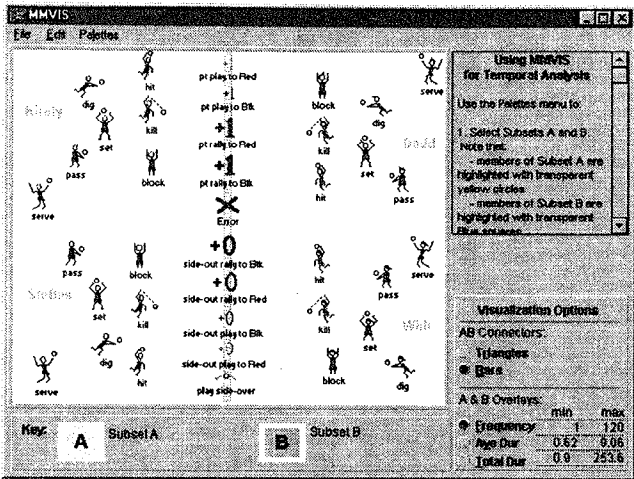 MMVIS
File Edit Palettes
hit
dig
set
kill
pass
block
serve
pt play to Red
+1
pt play to Blk
+1
pt rally to Red
+1
pt rally to Blk
Error
block
serve
dig
kill
set
hit
pass
pass
block
set
kill
dig
hit
serve
+0
side-out rally to Blk
+0
side-out rally to Red
+0
side-out play to Blk
side-out play to Red
play side-over
hit
serve
pass
kill
set
block
dig
Using MMVIS
for Temporal Analysis
Use the Palettes menu to:
1. Select Subsets A and B.
Note that:
- members of Subset A are
highlighted with transparent
yellow circles
- members of Subset B are
highlighted with transparent
Blue squares
Visualization Options
AB Connectors:
Triangles
Bars
A & B Overlays:
min max
Frequency 1 120
Ave Dur 0.62 9.06
Total Dur 0.9 253.6
Key: A Subset A B Subset B